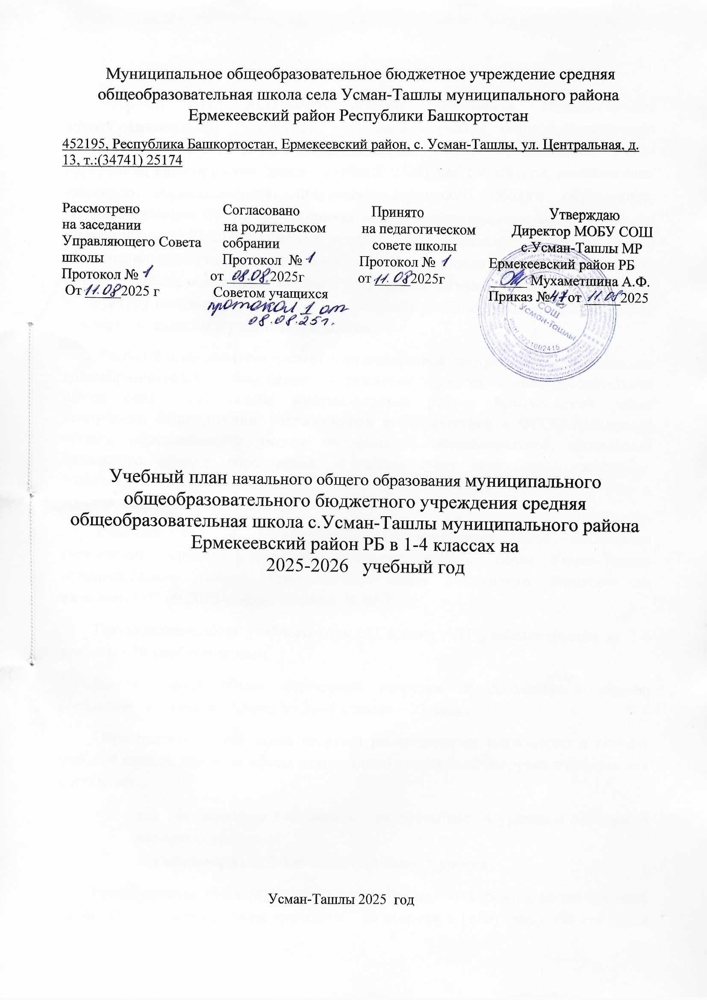 Муниципальное общеобразовательное бюджетное учреждение средняя
общеобразовательная школа села Усман-Ташлы муниципального района
Ермекеевский район Республики Башкортостан
452195, Республика Башкортостан, Ермекеевский район, с. Усман-Ташлы, ул. Центральная, д.
13, т.:(34741) 25174
Рассмотрено
на заседании
Управляющего Совета
школы
Протокол № 1
От 11.08 2025 г
Согласовано
на родительском
собрании
Протокол № 1
от 08.08.2025г
Советом учащихся
протокол 1 от
08.08.25г.
Принято
на педагогическом
совете школы
Протокол № 1
от 11.08 2025г
Утверждаю
Директор МОБУ СОШ
с.Усман-Ташлы МР
Ермекеевский район РБ
Мухаметшина А.Ф.
Приказ №47 от 11.08 2025
СОШ
с. Усман-Ташлы
ИНН 0221002415
Учебный план начального общего образования муниципального
общеобразовательного бюджетного учреждения средняя
общеобразовательная школа с.Усман-Ташлы муниципального района
Ермекеевский район РБ в 1-4 классах на
2025-2026 учебный год
Усман-Ташлы 2025 год